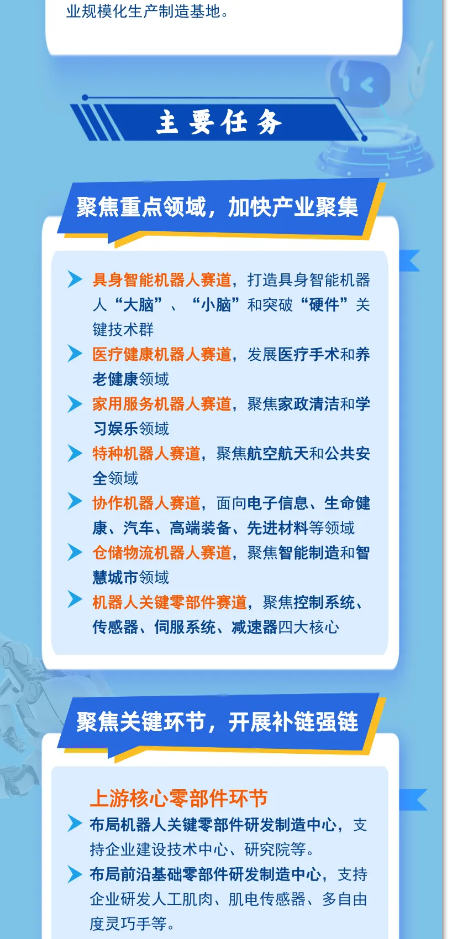 业规模化生产制造基地。
主要任务
聚焦重点领域，加快产业聚集
具身智能机器人赛道，打造具身智能机器
人“大脑”、“小脑”和突破“硬件”关
键技术群
医疗健康机器人赛道，发展医疗手术和养
老健康领域
家用服务机器人赛道，聚焦家政清洁和学
习娱乐领域
特种机器人赛道，聚焦航空航天和公共安
全领域
协作机器人赛道，面向电子信息、生命健
康、汽车、高端装备、先进材料等领域
仓储物流机器人赛道，聚焦智能制造和智
慧城市领域
机器人关键零部件赛道，聚焦控制系统、
传感器、伺服系统、减速器四大核心
聚焦关键环节，开展补链强链
上游核心零部件环节
布局机器人关键零部件研发制造中心，支
持企业建设技术中心、研究院等。
布局前沿基础零部件研发制造中心，支持
企业研发人工肌肉、肌电传感器、多自由
度灵巧手等。